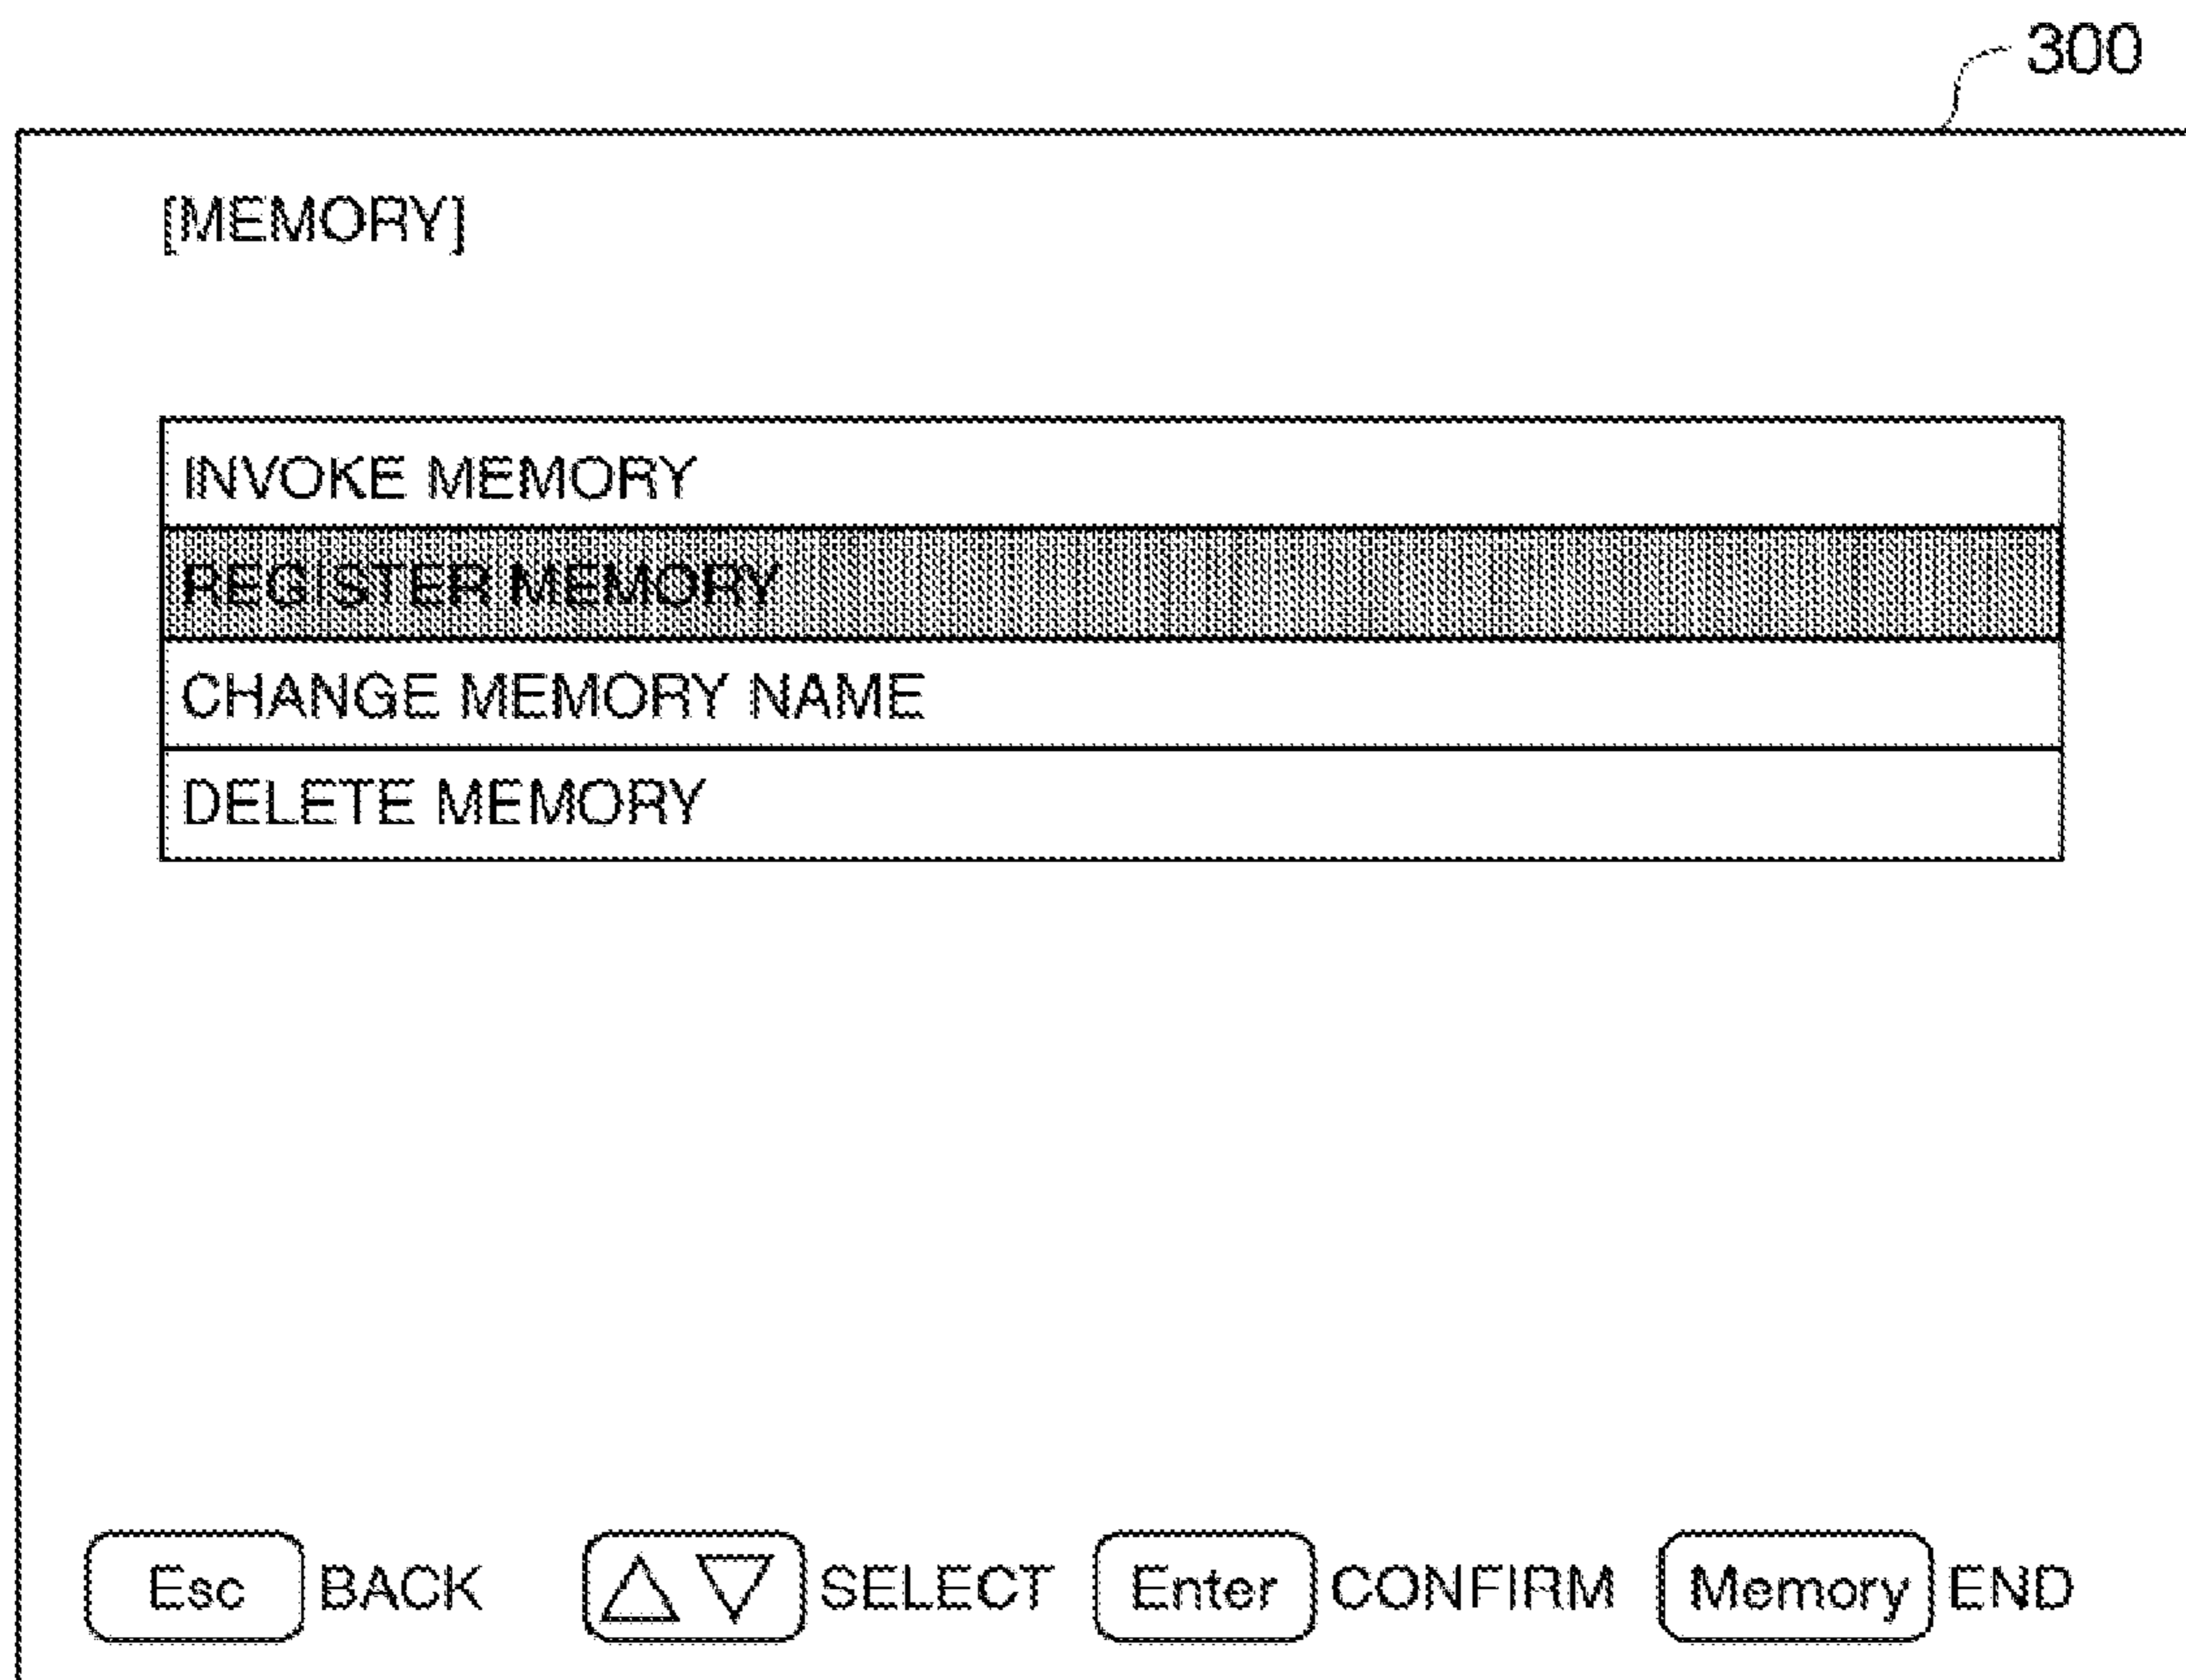 300
[MEMORY]
INVOKE MEMORY
REGISTER MEMORY
CHANGE MEMORY NAME
DELETE MEMORY
Esc BACK △▽ SELECT Enter CONFIRM Memory END